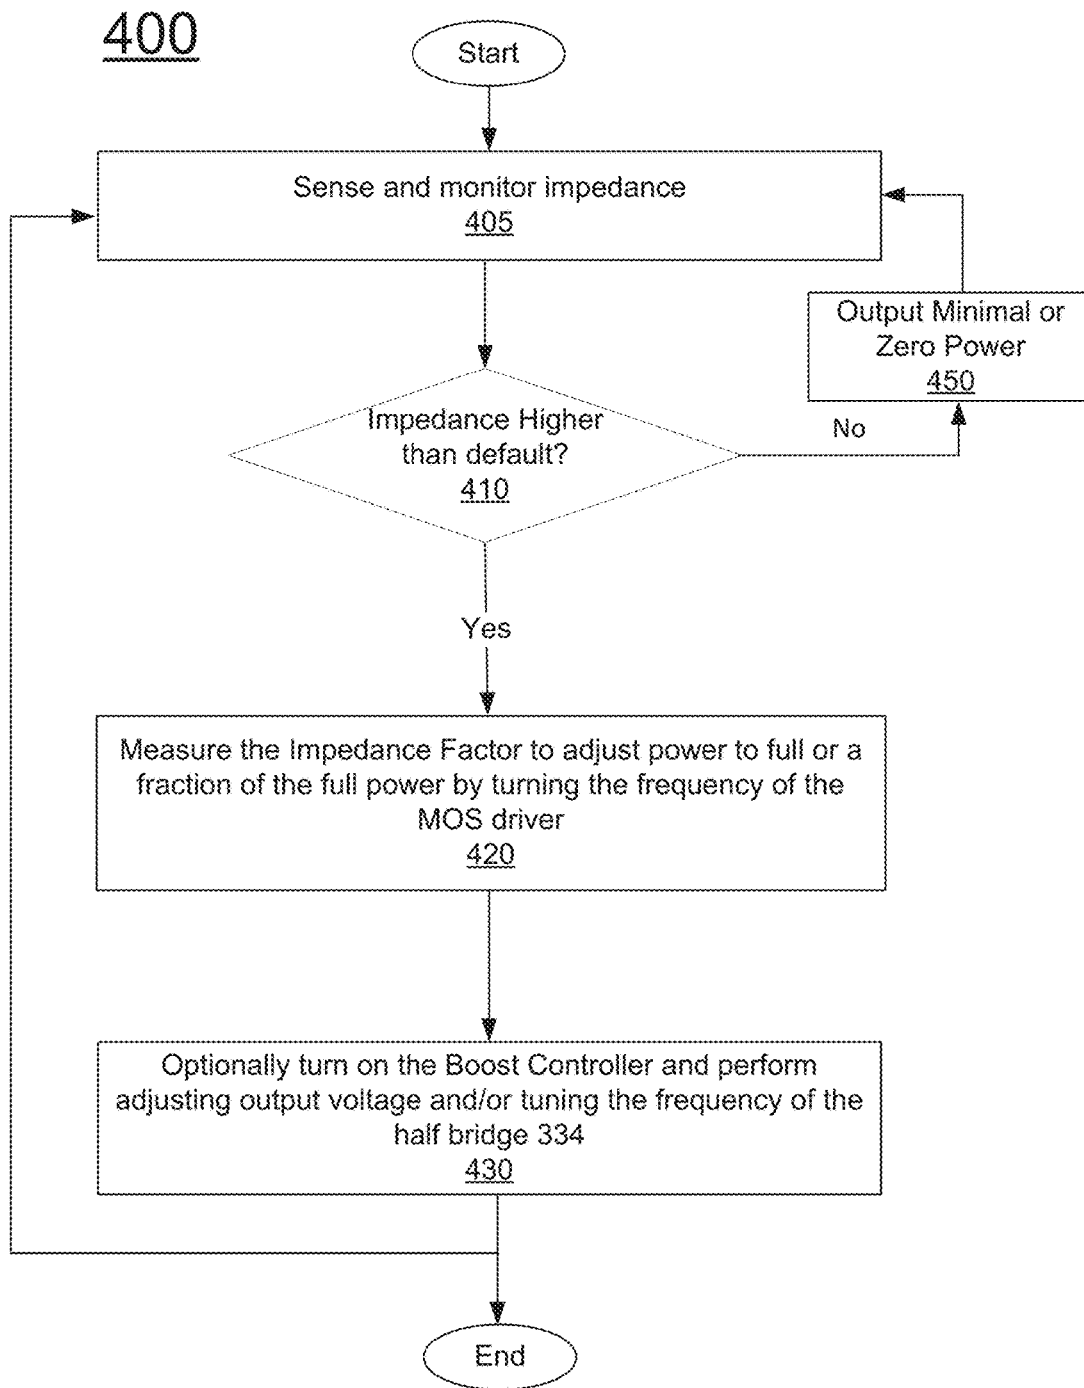 400
Start
Sense and monitor impedance
405
Output Minimal or
Zero Power
450
Impedance Higher
than default?
410
No
Yes
Measure the Impedance Factor to adjust power to full or a
fraction of the full power by turning the frequency of the
MOS driver
420
Optionally turn on the Boost Controller and perform
adjusting output voltage and/or tuning the frequency of the
half bridge 334
430
End